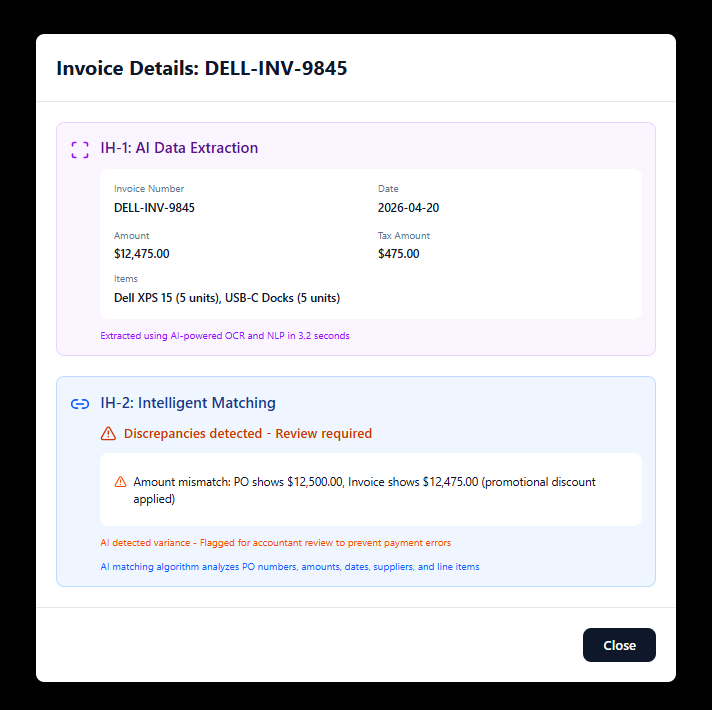 Invoice Details: DELL-INV-9845
IH-1: AI Data Extraction
Invoice Number
DELL-INV-9845
Date
2026-04-20
Amount
$12,475.00
Tax Amount
$475.00
Items
Dell XPS 15 (5 units), USB-C Docks (5 units)
Extracted using AI-powered OCR and NLP in 3.2 seconds
IH-2: Intelligent Matching
Discrepancies detected - Review required
Amount mismatch: PO shows $12,500.00, Invoice shows $12,475.00 (promotional discount
applied)
AI detected variance - Flagged for accountant review to prevent payment errors
AI matching algorithm analyzes PO numbers, amounts, dates, suppliers, and line items
Close